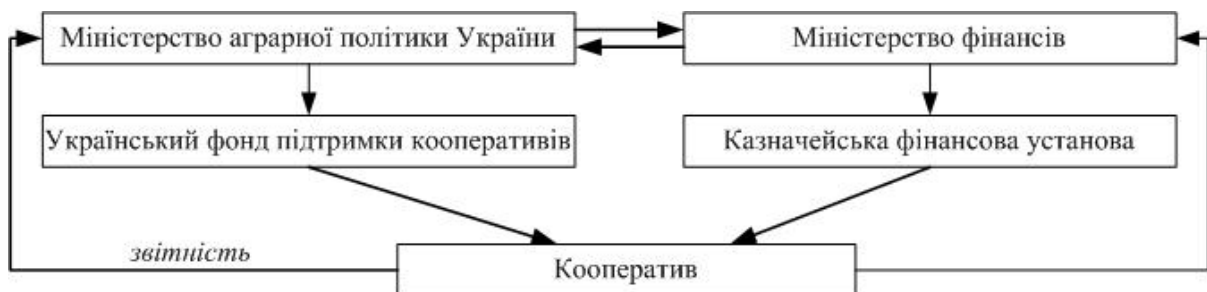 Міністерство аграрної політики України
Міністерство фінансів
Український фонд підтримки кооперативів
Казначейська фінансова установа
звітність
Кооператив